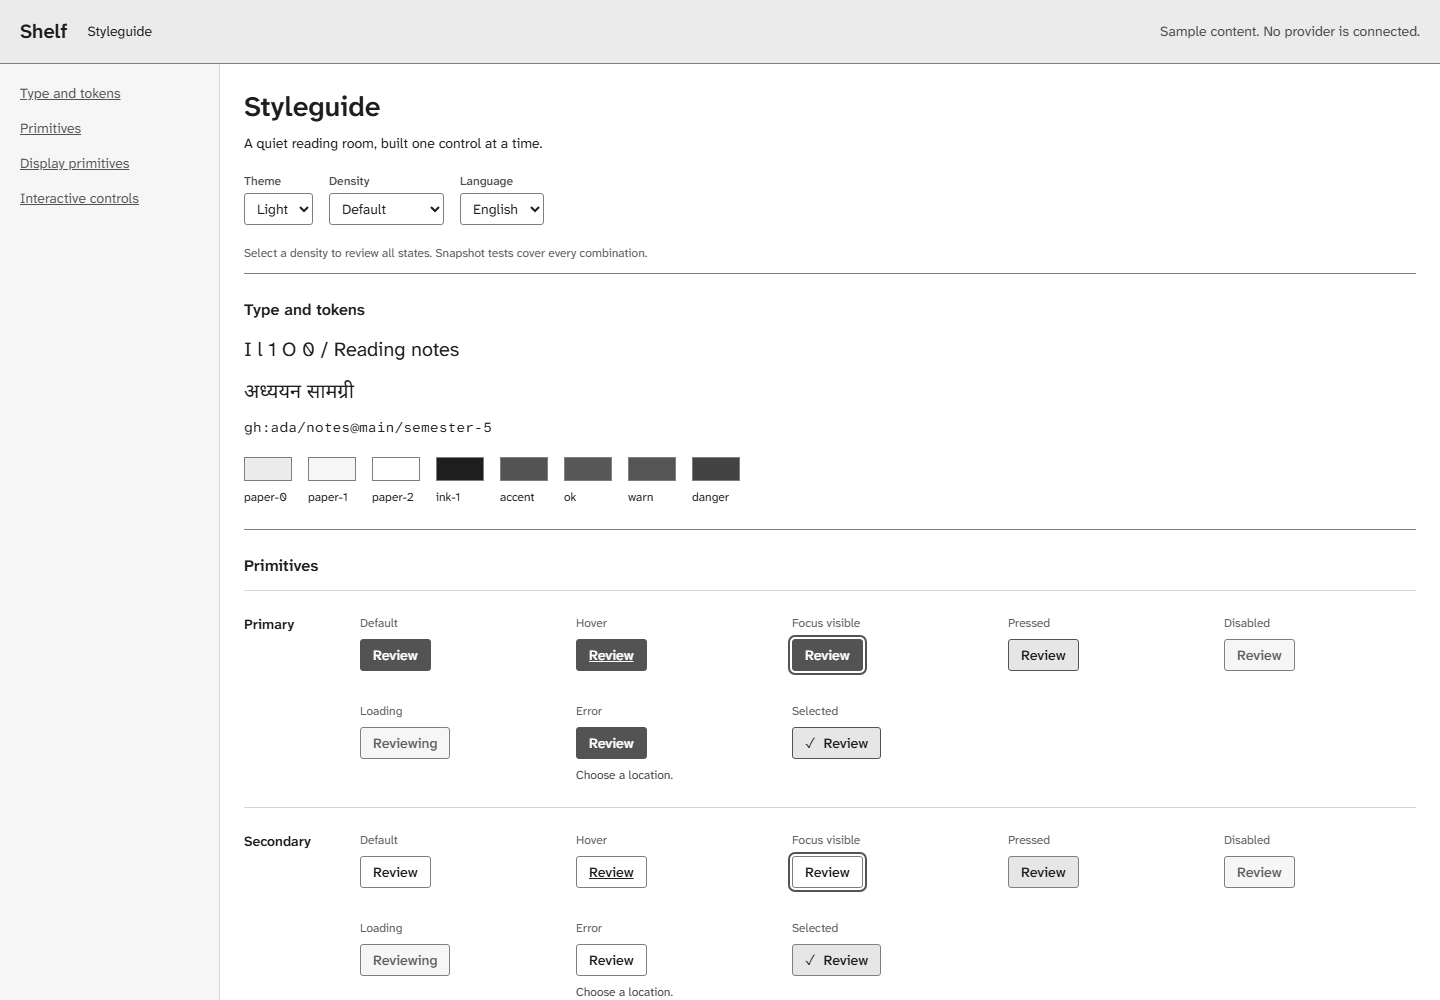 Shelf
Styleguide
Sample content. No provider is connected.
Type and tokens
Primitives
Display primitives
Interactive controls
Styleguide
A quiet reading room, built one control at a time.
Theme
Density
Language
Light
Default
English
Select a density to review all states. Snapshot tests cover every combination.
Type and tokens
I l 1 O 0 / Reading notes
अध्ययन सामग्री
gh:ada/notes@main/semester-5
paper-0
paper-1
paper-2
ink-1
accent
ok
warn
danger
Primitives
Primary
Default
Hover
Focus visible
Pressed
Disabled
Review
Review
Review
Review
Review
Loading
Error
Selected
Reviewing
Review
✓ Review
Choose a location.
Secondary
Default
Hover
Focus visible
Pressed
Disabled
Review
Review
Review
Review
Review
Loading
Error
Selected
Reviewing
Review
✓ Review
Choose a location.